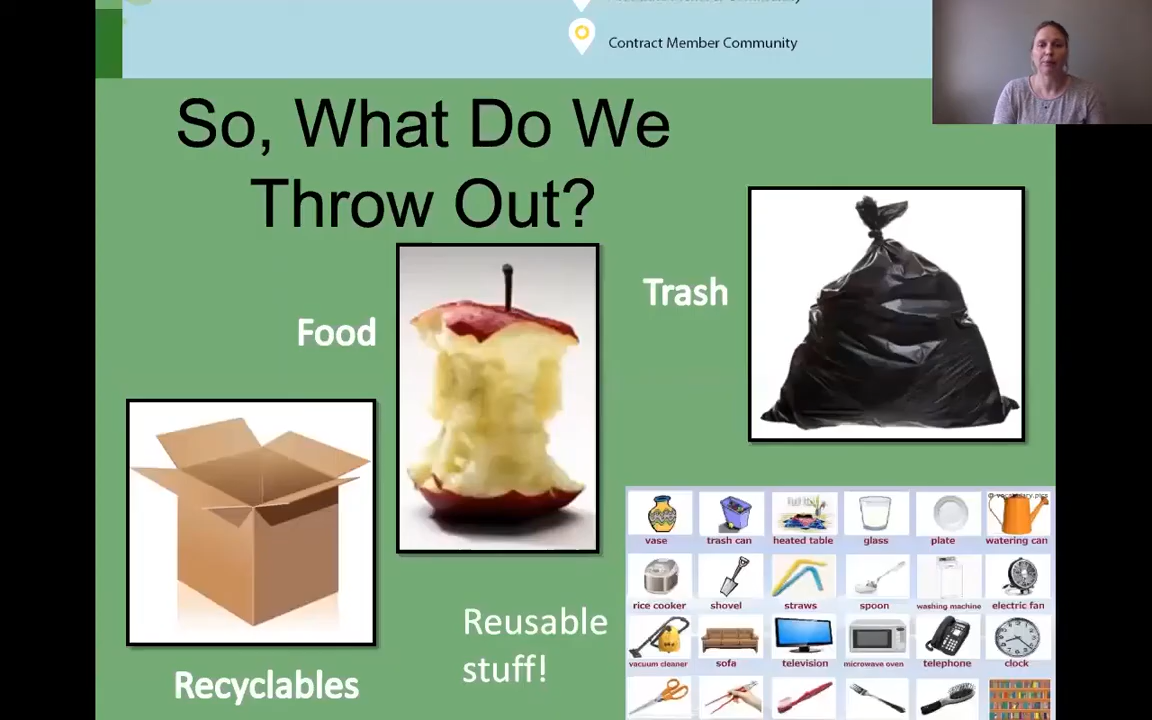 Contract Member Community
So, What Do We
Throw Out?
Trash
Food
Recyclables
Reusable
stuff!
vase
trash can
heated table
glass
plate
watering can
rice cooker
shovel
straws
spoon
washing machine
electric fan
vacuum cleaner
sofa
television
microwave oven
telephone
clock